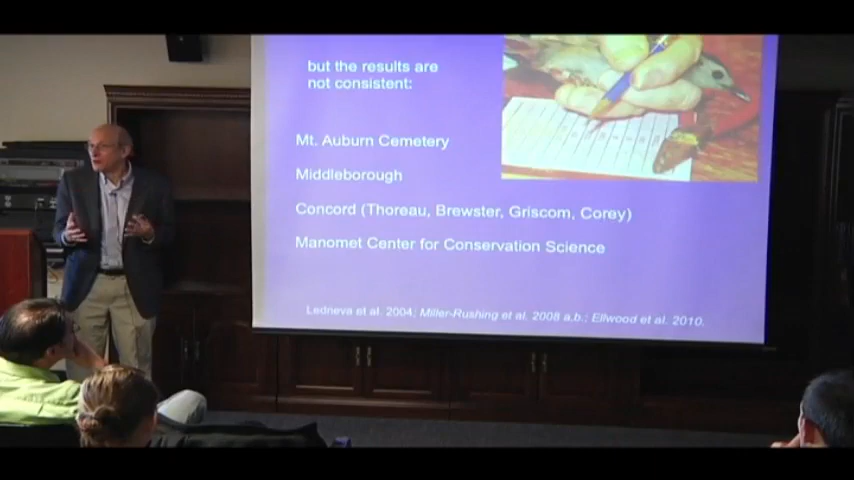 but the results are
not consistent:
Mt. Auburn Cemetery
Middleborough
Concord (Thoreau, Brewster, Griscom, Corey)
Manomet Center for Conservation Science
Ledneva et al. 2004; Miller-Rushing et al. 2008 a.b.; Ellwood et al. 2010.